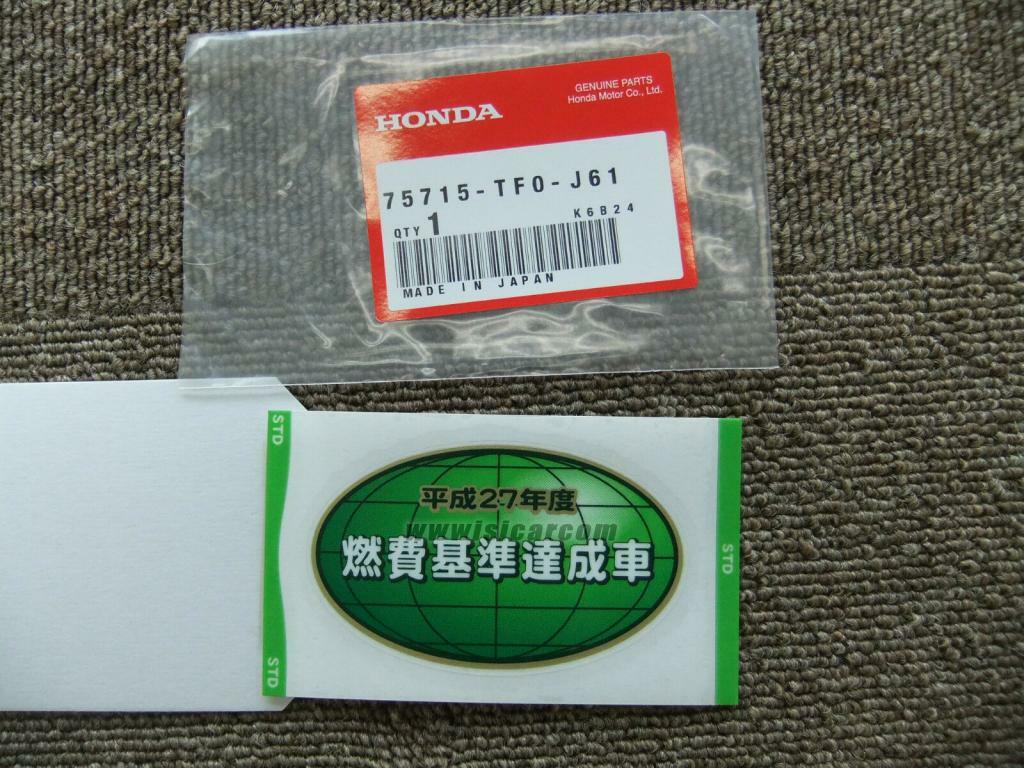 GENUINE PARTS
Honda Motor Co., Ltd.
HONDA
75715-TF0-J61
QTY 1
K6B24
MADE IN JAPAN
STD
平成27年度
www.isicar.com
燃費基準達成車
STD
STD